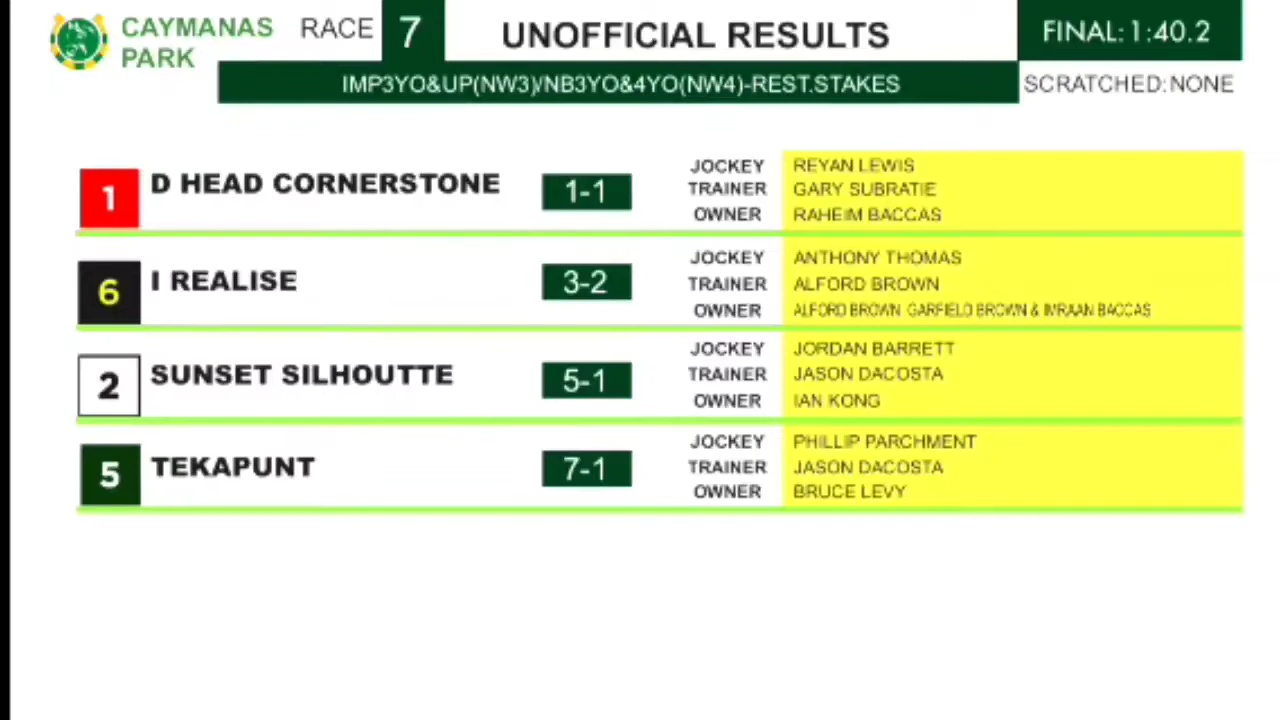 CAYMANAS PARK
RACE 7
UNOFFICIAL RESULTS
FINAL: 1:40.2
IMP3YO&UP(NW3)/NB3YO&4YO(NW4)-REST.STAKES
SCRATCHED: NONE
1 D HEAD CORNERSTONE 1-1
JOCKEY REYAN LEWIS
TRAINER GARY SUBRATIE
OWNER RAHEIM BACCAS
6 I REALISE 3-2
JOCKEY ANTHONY THOMAS
TRAINER ALFORD BROWN
OWNER ALFORD BROWN GARFIELD BROWN & IMRAAN BACCAS
2 SUNSET SILHOUTTE 5-1
JOCKEY JORDAN BARRETT
TRAINER JASON DACOSTA
OWNER IAN KONG
5 TEKAPUNT 7-1
JOCKEY PHILLIP PARCHMENT
TRAINER JASON DACOSTA
OWNER BRUCE LEVY